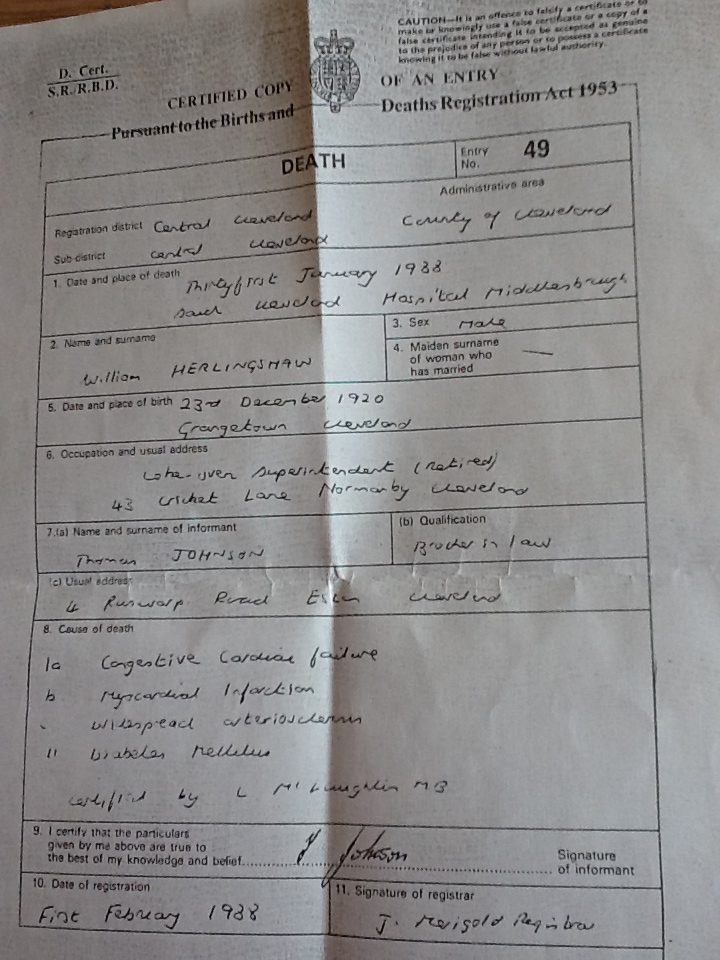 CAUTION—It is an offence to falsify a certificate or to
make or knowingly use a false certificate or a copy of a
false certificate intending it to be accepted as genuine
to the prejudice of any person or to possess a certificate
knowing it to be false without lawful authority.
D. Cert.
S.R./R.B.D.
CERTIFIED COPY OF AN ENTRY
Pursuant to the Births and Deaths Registration Act 1953
DEATH
Entry No. 49
Administrative area
Registration district Central Cleveland County of Cleveland
Sub-district Central Cleveland
1. Date and place of death Thirtyfirst January 1988
South Cleveland Hospital Middlesbrough
2. Name and surname
William HERLINGSHAW
3. Sex Male
4. Maiden surname
of woman who
has married —
5. Date and place of birth 23rd December 1920
Grangetown Cleveland
6. Occupation and usual address
Coke-oven Superintendent (Retired)
43 Cricket Lane Normanby Cleveland
7.(a) Name and surname of informant
Thomas JOHNSON
(b) Qualification
Brother in law
(c) Usual address
4 Runswick Road Eston Cleveland
8. Cause of death
1a Congestive Cardiac failure
b Myocardial Infarction
c Widespread arteriosclerosis
11 Diabetes Mellitus
Certified by L McLaughlin MB
9. I certify that the particulars
given by me above are true to
the best of my knowledge and belief
T Johnson
Signature
of informant
10. Date of registration
First February 1988
11. Signature of registrar
J. Marigold Registrar